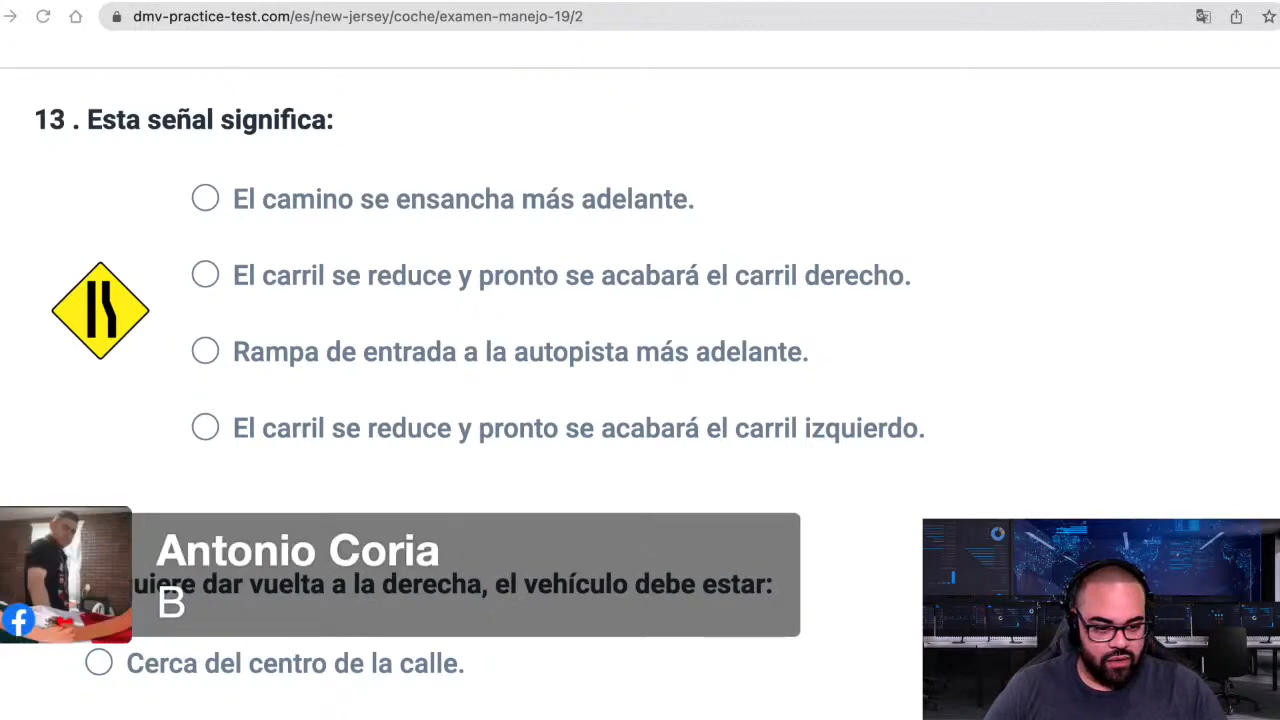 dmv-practice-test.com/es/new-jersey/coche/examen-manejo-19/2
13 . Esta señal significa:
El camino se ensancha más adelante.
El carril se reduce y pronto se acabará el carril derecho.
Rampa de entrada a la autopista más adelante.
El carril se reduce y pronto se acabará el carril izquierdo.
Antonio Coria
uiere dar vuelta a la derecha, el vehículo debe estar:
B
Cerca del centro de la calle.